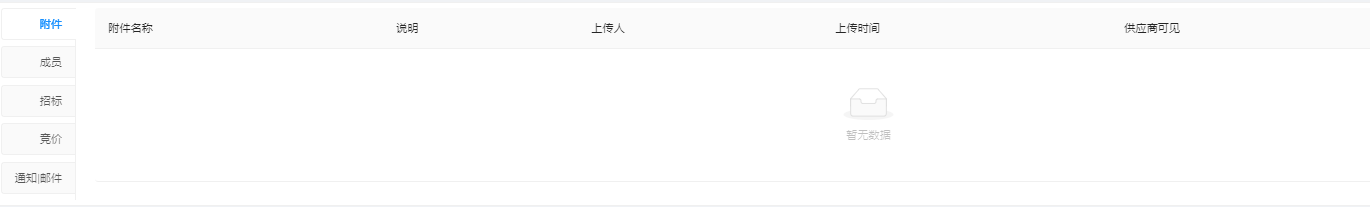 附件
成员
招标
竞价
通知|邮件
附件名称 说明 上传人 上传时间 供应商可见
暂无数据